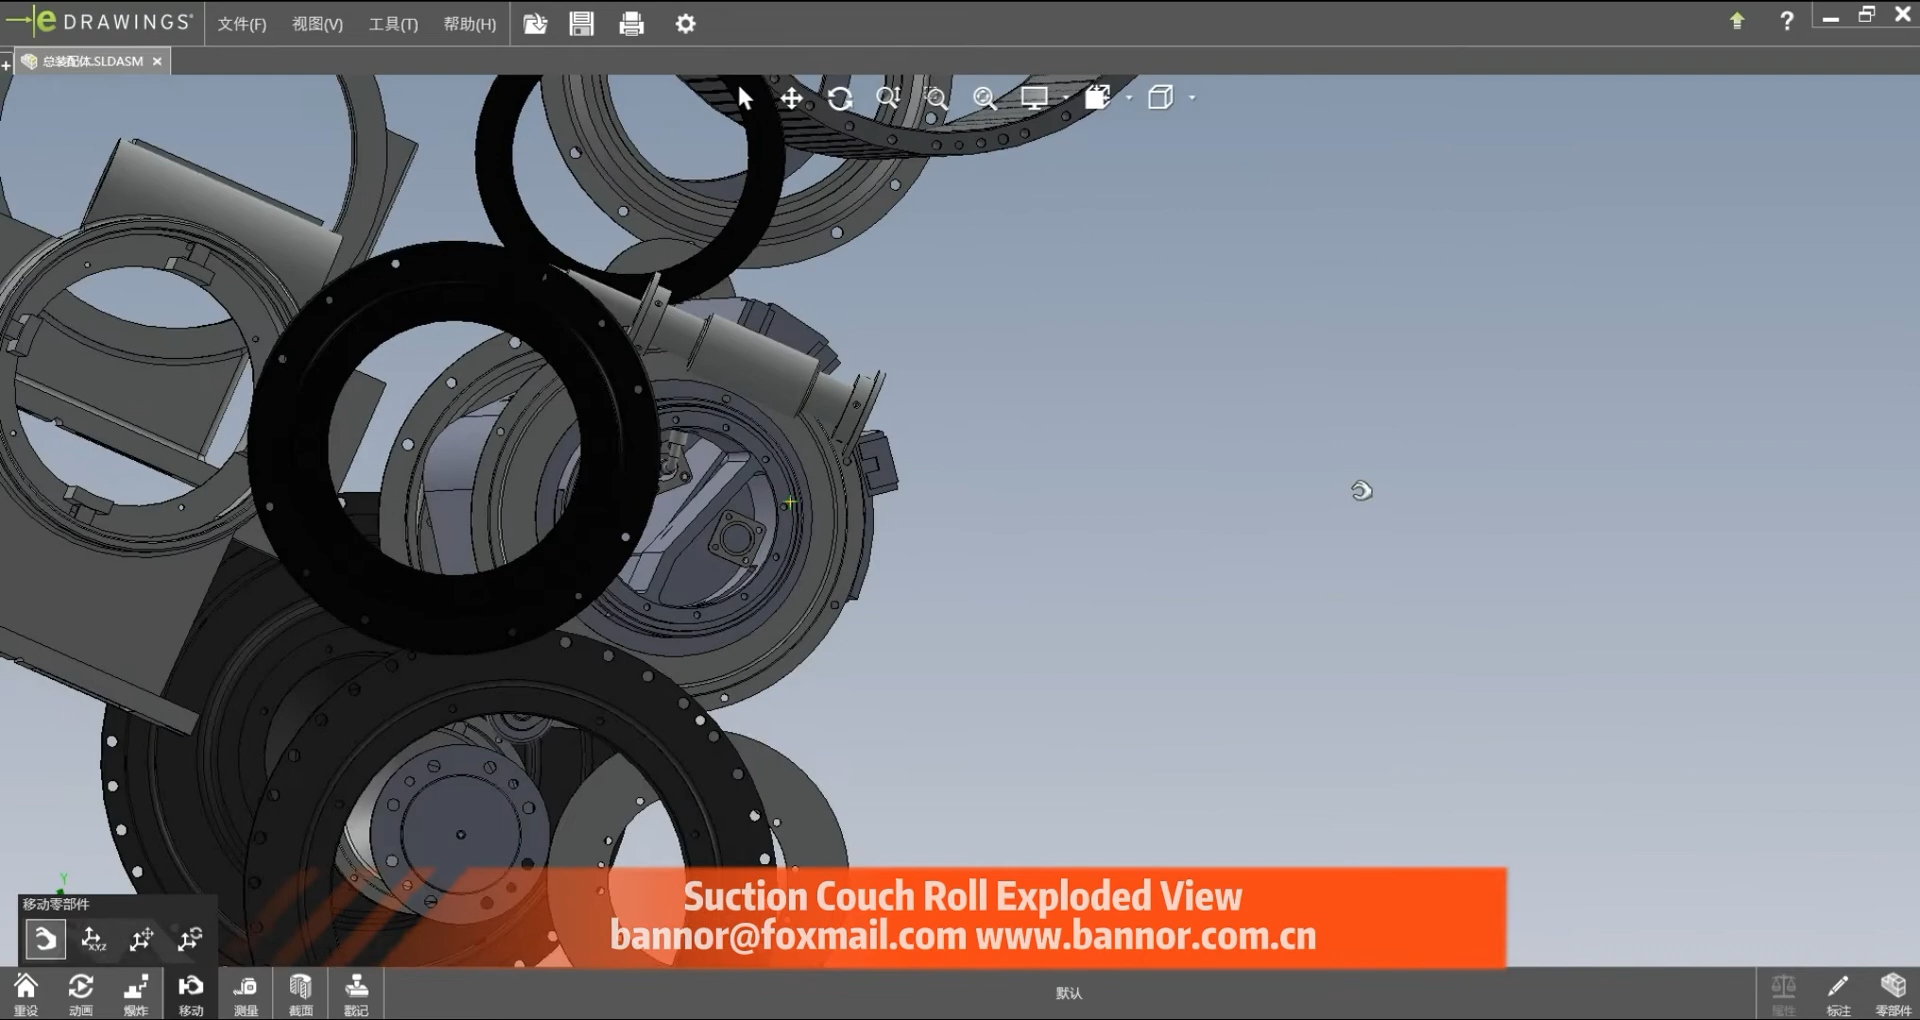 eDRAWINGS
文件(F) 视图(V) 工具(T) 帮助(H)
总装配体.SLDASM
Y
移动零部件
X,Y,Z
Suction Couch Roll Exploded View
bannor@foxmail.com www.bannor.com.cn
重设 动画 爆炸 移动 测量 截面 戳记
默认
属性 标注 零部件